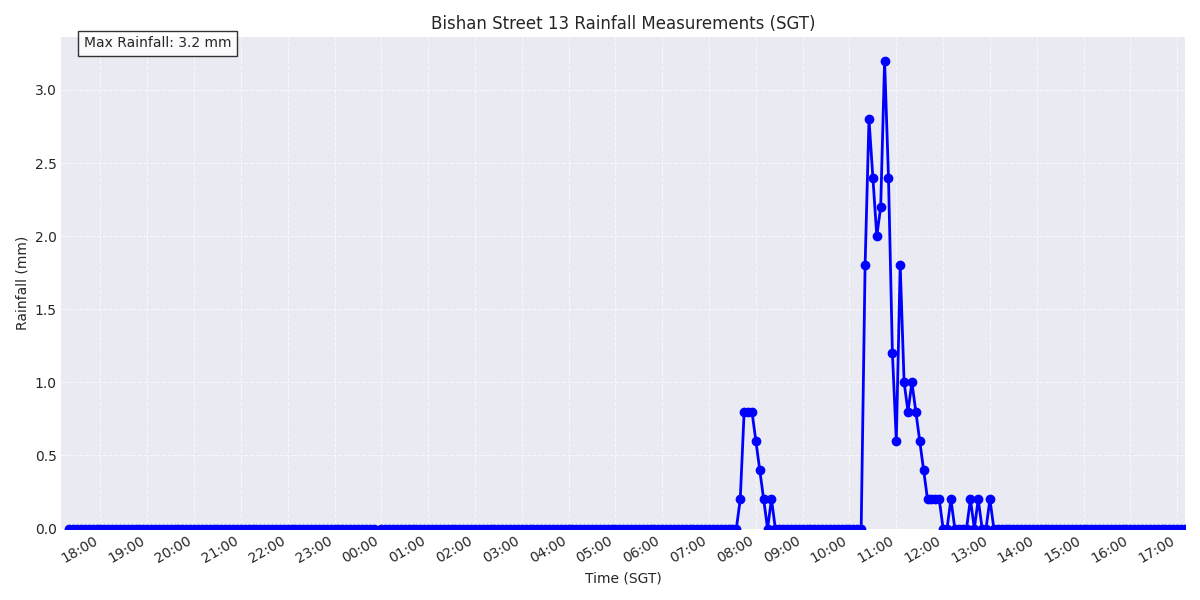 Bishan Street 13 Rainfall Measurements (SGT)
Max Rainfall: 3.2 mm
3.0
2.5
2.0
1.5
1.0
0.5
0.0
Rainfall (mm)
18:00 19:00 20:00 21:00 22:00 23:00 00:00 01:00 02:00 03:00 04:00 05:00 06:00 07:00 08:00 09:00 10:00 11:00 12:00 13:00 14:00 15:00 16:00 17:00
Time (SGT)